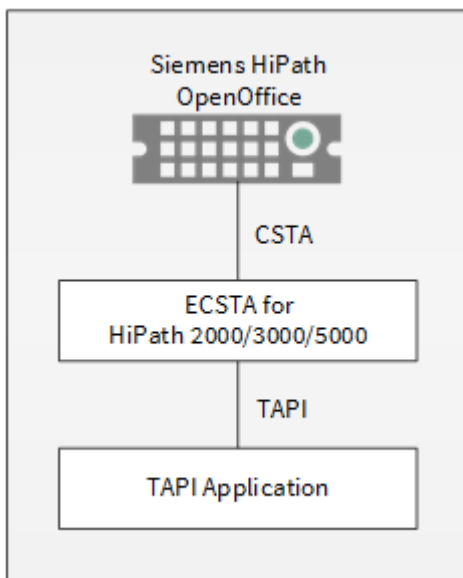 Siemens HiPath
OpenOffice
CSTA
ECSTA for
HiPath 2000/3000/5000
TAPI
TAPI Application